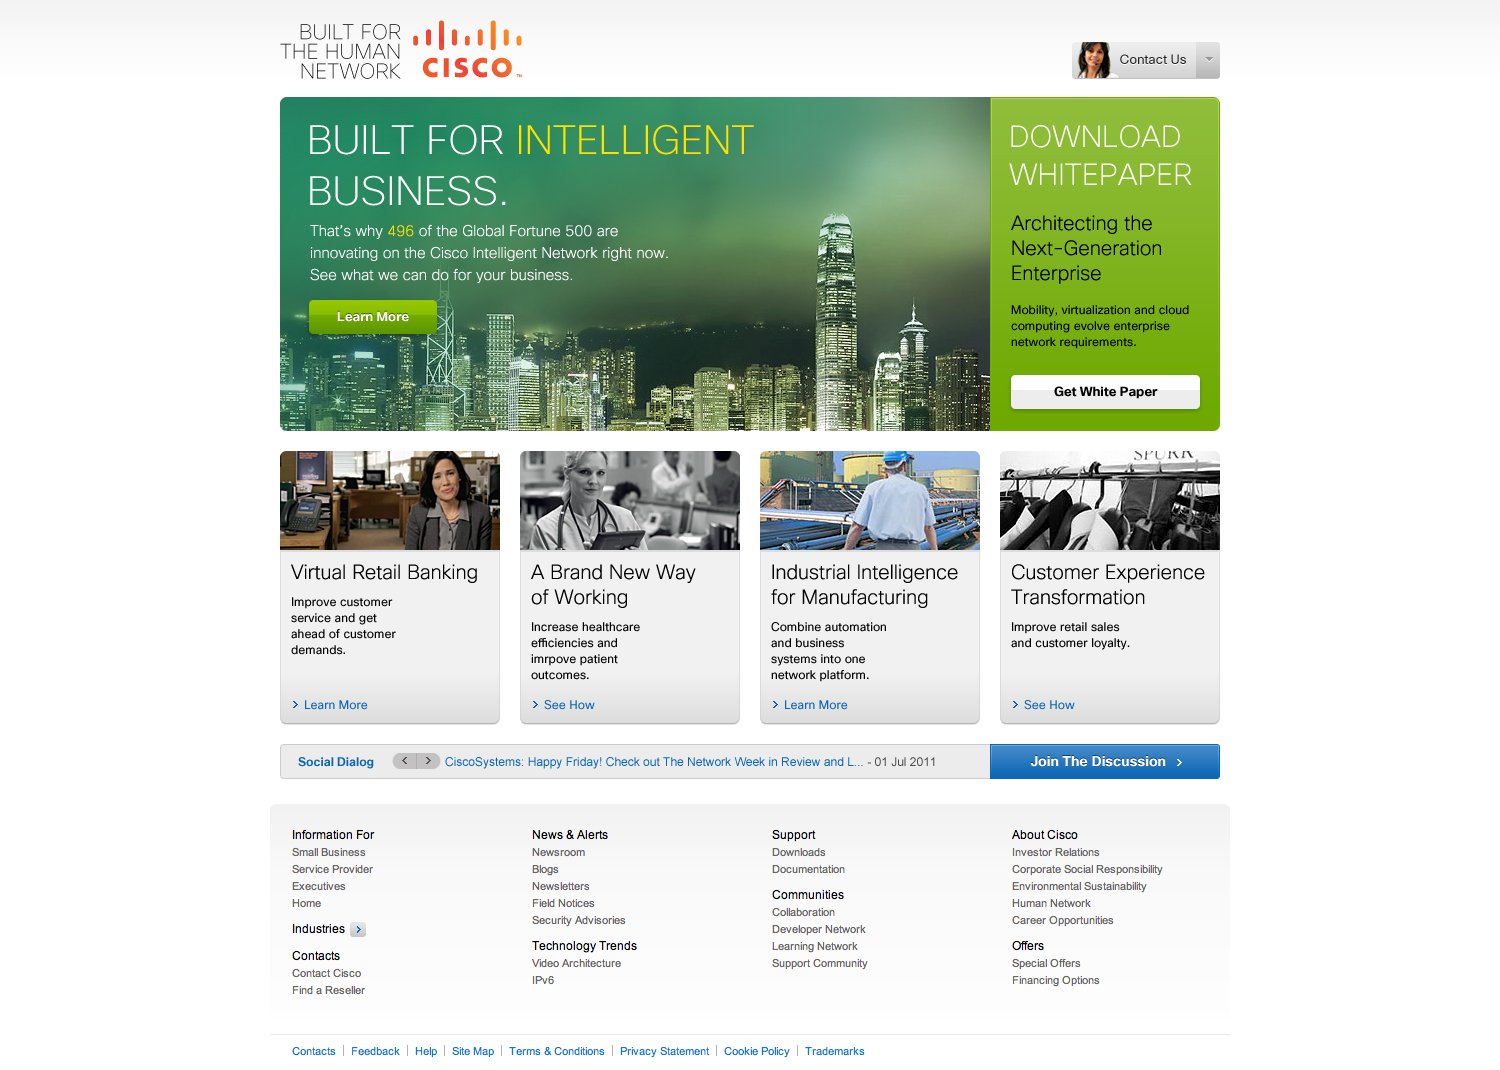 BUILT FOR
THE HUMAN
NETWORK
CISCO™
Contact Us
BUILT FOR INTELLIGENT
BUSINESS.
That's why 496 of the Global Fortune 500 are
innovating on the Cisco Intelligent Network right now.
See what we can do for your business.
Learn More
DOWNLOAD
WHITEPAPER
Architecting the
Next-Generation
Enterprise
Mobility, virtualization and cloud
computing evolve enterprise
network requirements.
Get White Paper
Virtual Retail Banking
Improve customer
service and get
ahead of customer
demands.
> Learn More
A Brand New Way
of Working
Increase healthcare
efficiencies and
imrpove patient
outcomes.
> See How
Industrial Intelligence
for Manufacturing
Combine automation
and business
systems into one
network platform.
> Learn More
SPURR
Customer Experience
Transformation
Improve retail sales
and customer loyalty.
> See How
Social Dialog < > CiscoSystems: Happy Friday! Check out The Network Week in Review and L... - 01 Jul 2011
Join The Discussion >
Information For
Small Business
Service Provider
Executives
Home
Industries >
Contacts
Contact Cisco
Find a Reseller
News & Alerts
Newsroom
Blogs
Newsletters
Field Notices
Security Advisories
Technology Trends
Video Architecture
IPv6
Support
Downloads
Documentation
Communities
Collaboration
Developer Network
Learning Network
Support Community
About Cisco
Investor Relations
Corporate Social Responsibility
Environmental Sustainability
Human Network
Career Opportunities
Offers
Special Offers
Financing Options
Contacts | Feedback | Help | Site Map | Terms & Conditions | Privacy Statement | Cookie Policy | Trademarks